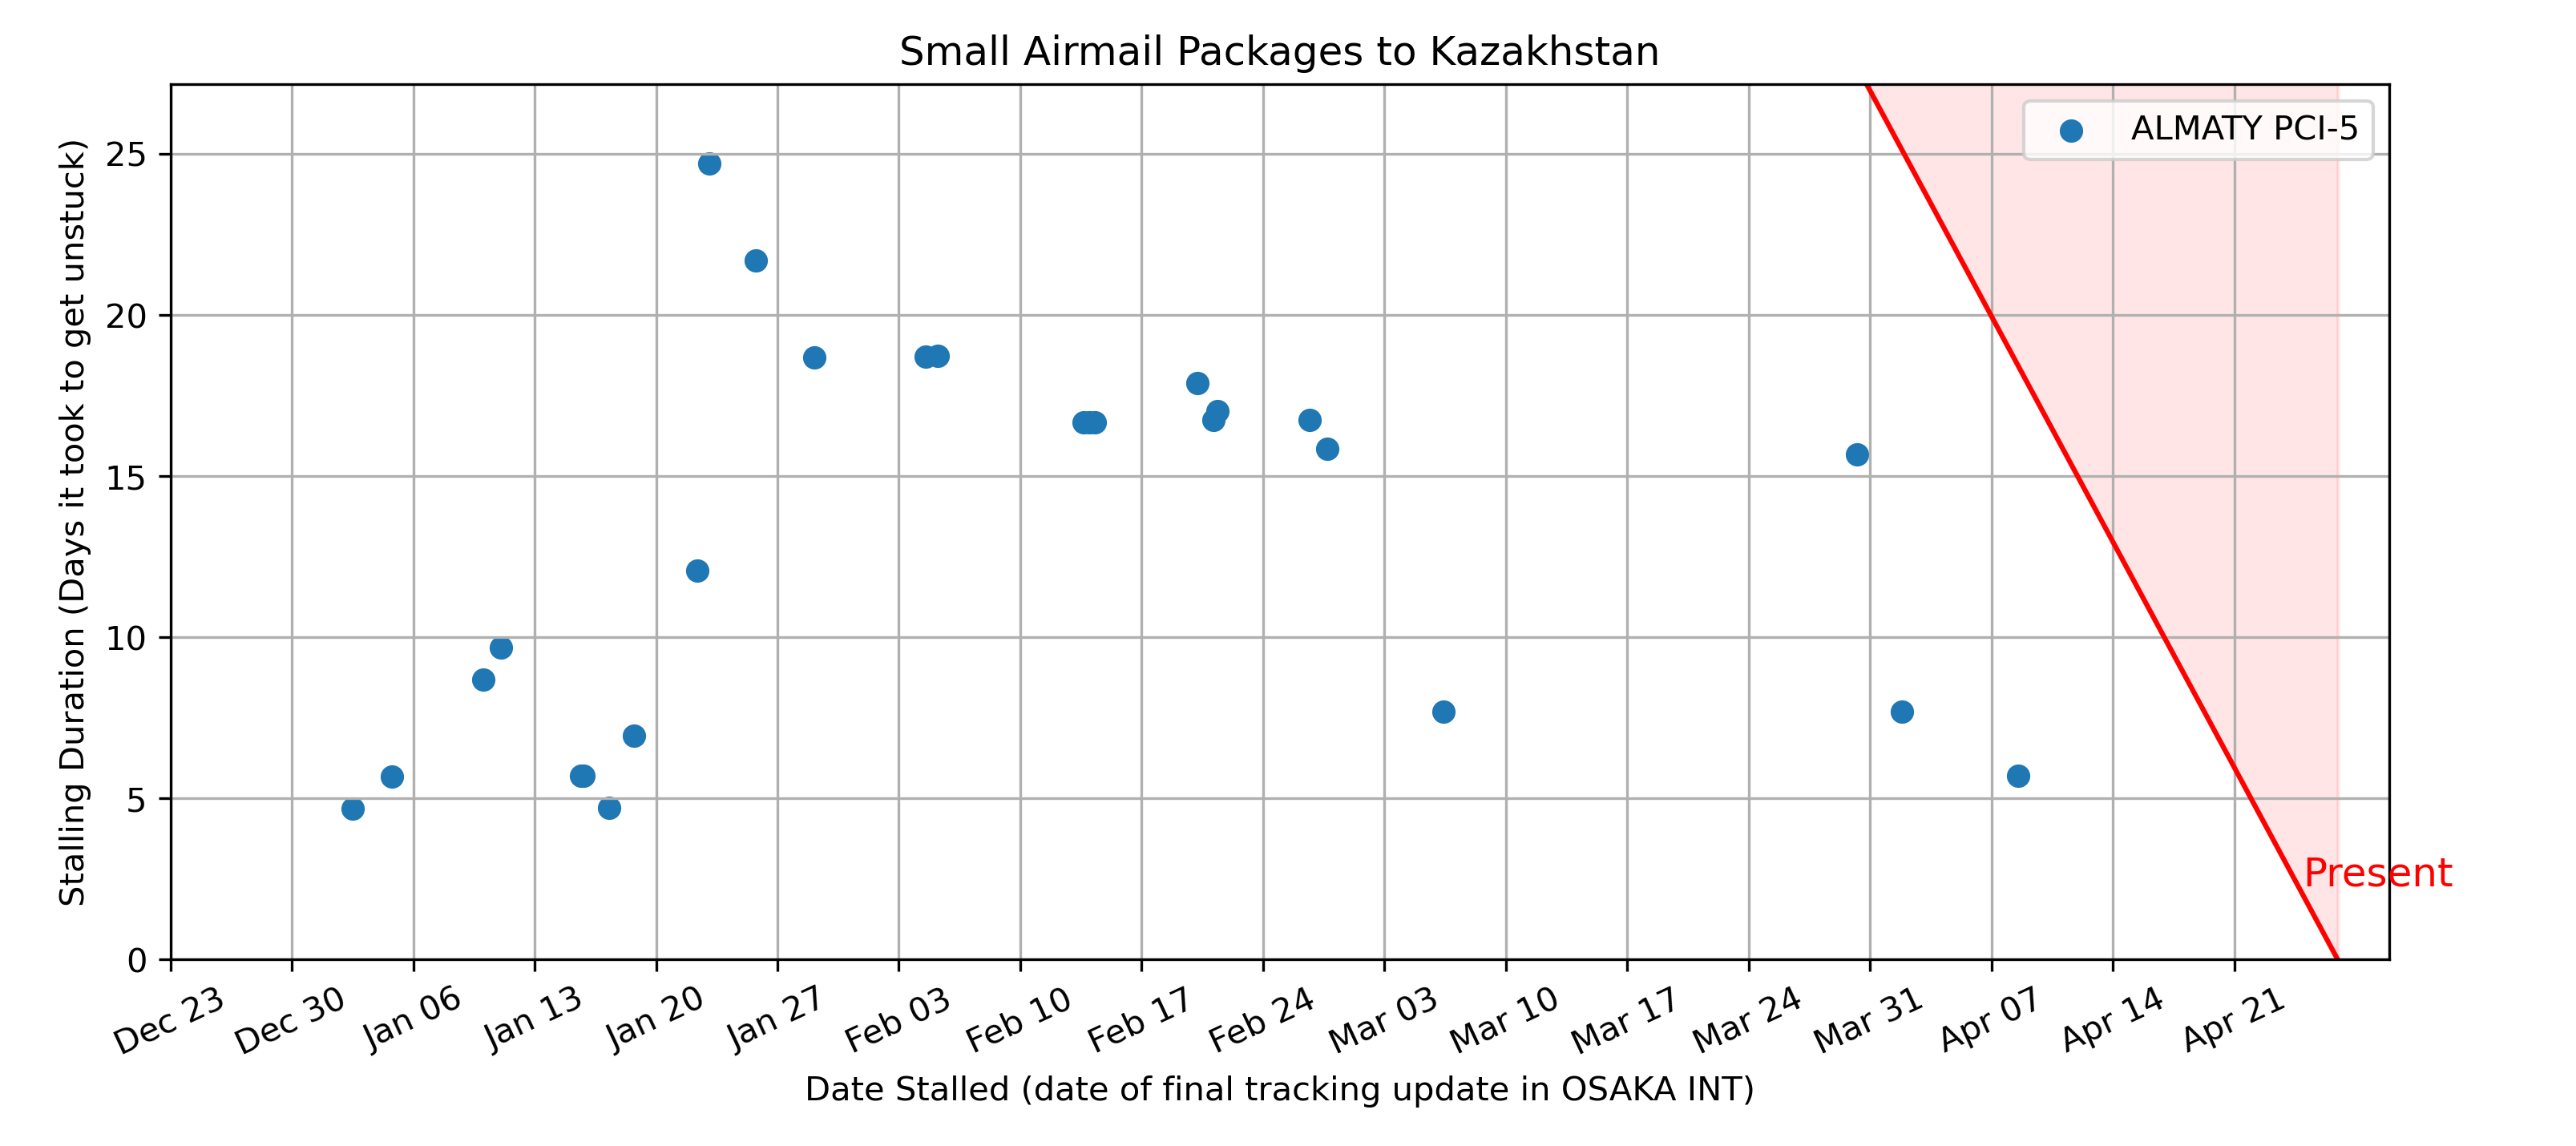 Small Airmail Packages to Kazakhstan
ALMATY PCI-5
Stalling Duration (Days it took to get unstuck)
25
20
15
10
5
0
Present
Dec 23
Dec 30
Jan 06
Jan 13
Jan 20
Jan 27
Feb 03
Feb 10
Feb 17
Feb 24
Mar 03
Mar 10
Mar 17
Mar 24
Mar 31
Apr 07
Apr 14
Apr 21
Date Stalled (date of final tracking update in OSAKA INT)